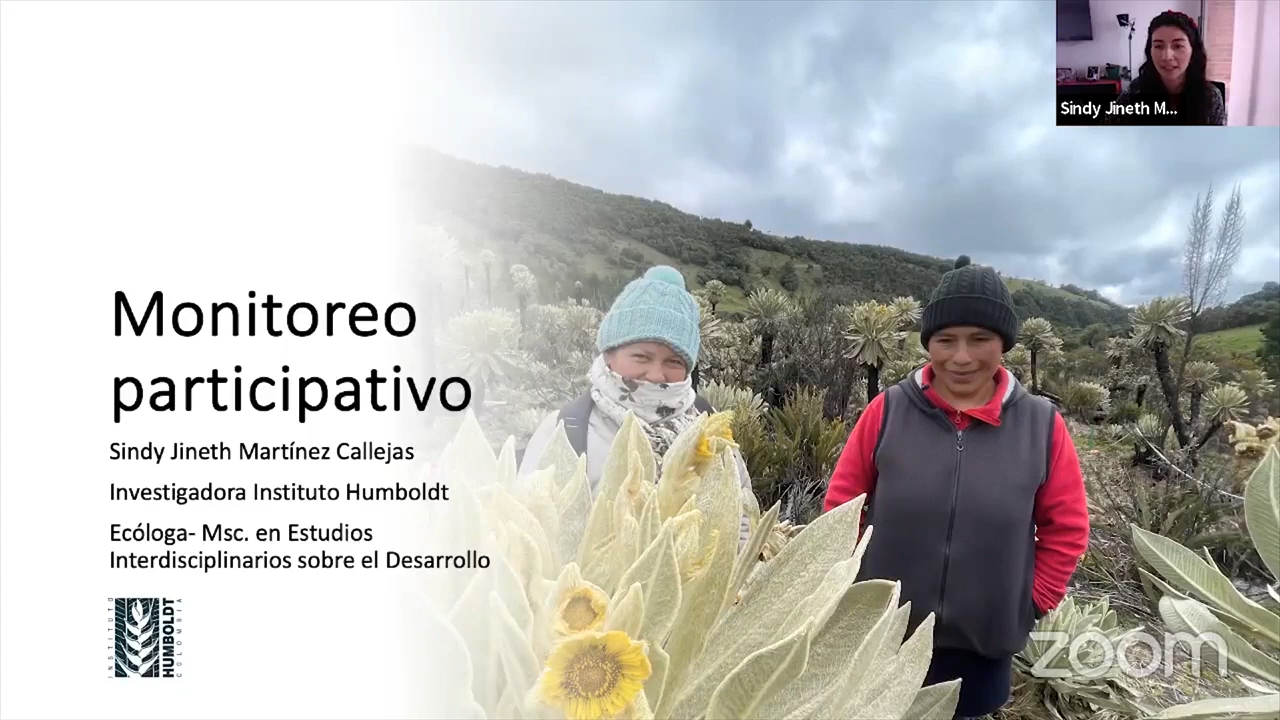 Sindy Jineth M...
Monitoreo
participativo
Sindy Jineth Martínez Callejas
Investigadora Instituto Humboldt
Ecóloga- Msc. en Estudios
Interdisciplinarios sobre el Desarrollo
INSTITUTO
HUMBOLDT
COLOMBIA
zoom